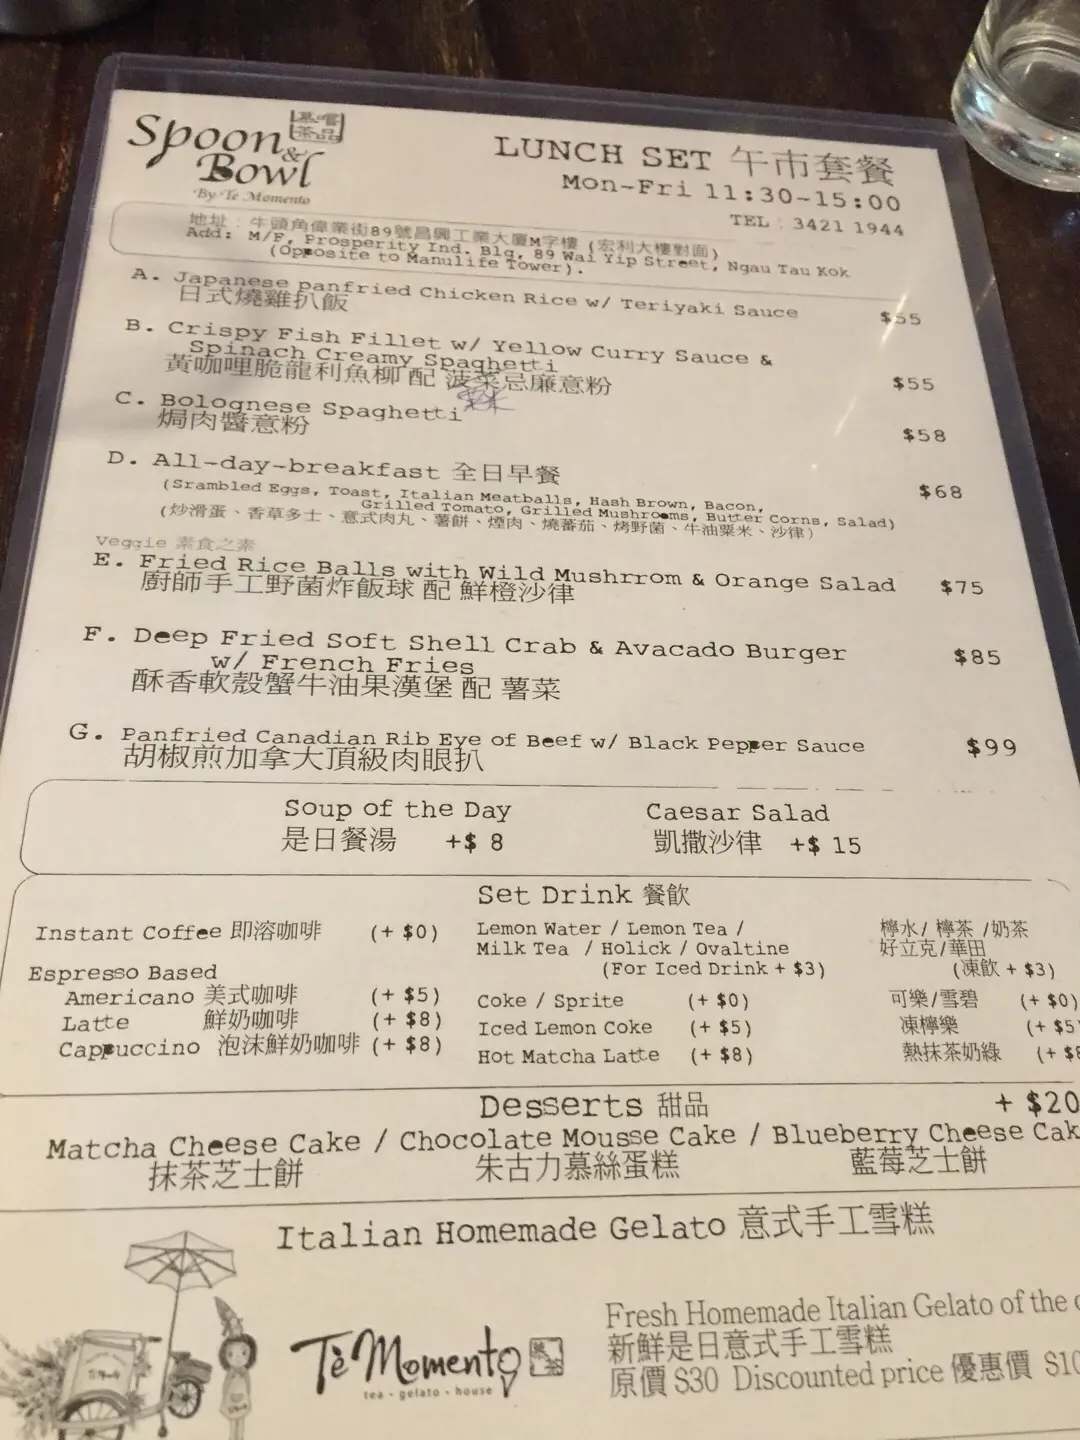 Spoon
&
Bowl
慕嚐
茶品
By Te Momento
LUNCH SET 午市套餐
Mon~Fri 11:30~15:00
TEL : 3421 1944
地址 : 牛頭角偉業街89號昌興工業大廈M字樓 (宏利大樓對面)
Add: M/F, Prosperity Ind. Blg, 89 Wai Yip Street, Ngau Tau Kok
(Opposite to Manulife Tower).
A. Japanese panfried Chicken Rice w/ Teriyaki Sauce $55
日式燒雞扒飯
B. Crispy Fish Fillet w/ Yellow Curry Sauce &
Spinach Creamy Spaghetti
黃咖哩脆龍利魚柳 配 菠菜忌廉意粉 $55
C. Bolognese Spaghetti
焗肉醬意粉 $58
D. All-day-breakfast 全日早餐 $68
(Srambled Eggs, Toast, Italian Meatballs, Hash Brown, Bacon,
Grilled Tomato, Grilled Mushrooms, Butter Corns, Salad)
(炒滑蛋、香草多士、意式肉丸、薯餅、煙肉、燒蕃茄、烤野菌、牛油粟米、沙律)
Veggie 素食之素
E. Fried Rice Balls with Wild Mushrrom & Orange Salad $75
廚師手工野菌炸飯球 配 鮮橙沙律
F. Deep Fried Soft Shell Crab & Avacado Burger $85
w/ French Fries
酥香軟殼蟹牛油果漢堡 配 薯菜
G. Panfried Canadian Rib Eye of Beef w/ Black Pepper Sauce $99
胡椒煎加拿大頂級肉眼扒
Soup of the Day
是日餐湯 +$ 8
Caesar Salad
凱撒沙律 +$ 15
Set Drink 餐飲
Instant Coffee 即溶咖啡 (+ $0)
Espresso Based
Americano 美式咖啡 (+ $5)
Latte 鮮奶咖啡 (+ $8)
Cappuccino 泡沫鮮奶咖啡 (+ $8)
Lemon Water / Lemon Tea /
Milk Tea / Holick / Ovaltine
(For Iced Drink + $3)
Coke / Sprite (+ $0)
Iced Lemon Coke (+ $5)
Hot Matcha Latte (+ $8)
檸水/ 檸茶 /奶茶
好立克/華田
(凍飲 + $3)
可樂/雪碧 (+ $0)
凍檸樂 (+ $5
熱抹茶奶綠 (+ $8
Desserts 甜品 + $20
Matcha Cheese Cake / Chocolate Mousse Cake / Blueberry Cheese Cak
抹茶芝士餅 朱古力慕絲蛋糕 藍莓芝士餅
Italian Homemade Gelato 意式手工雪糕
Tè Momento
慕茶
tea · gelato · house
Fresh Homemade Italian Gelato of the
新鮮是日意式手工雪糕
原價 $30 Discounted price 優惠價 $10